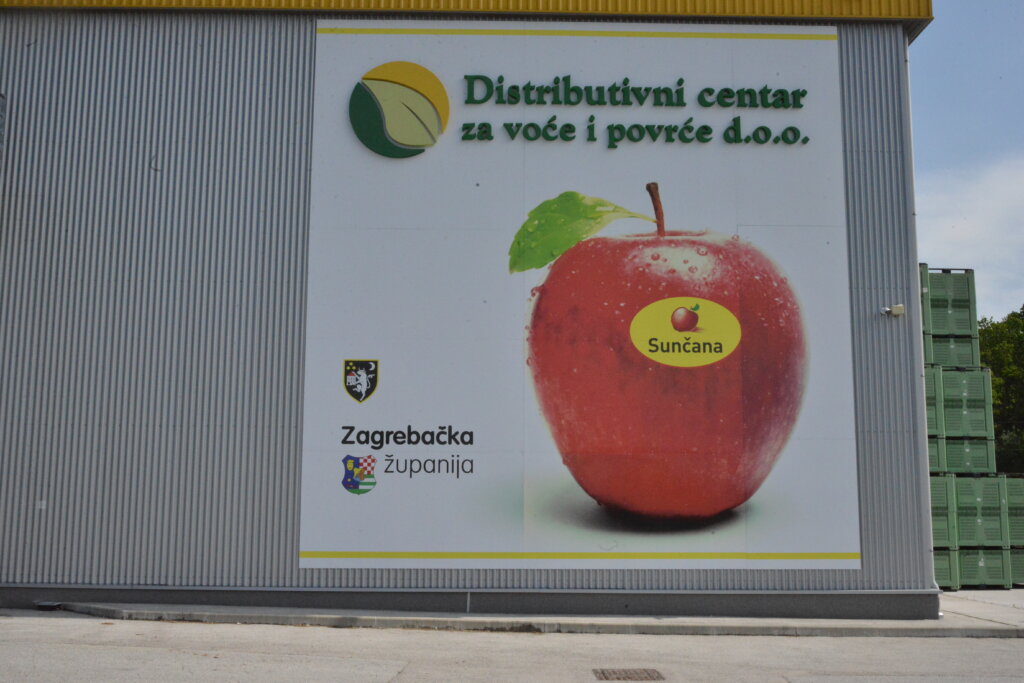 Distributivni centar
za voće i povrće d.o.o.
Sunčana
Zagrebačka
županija